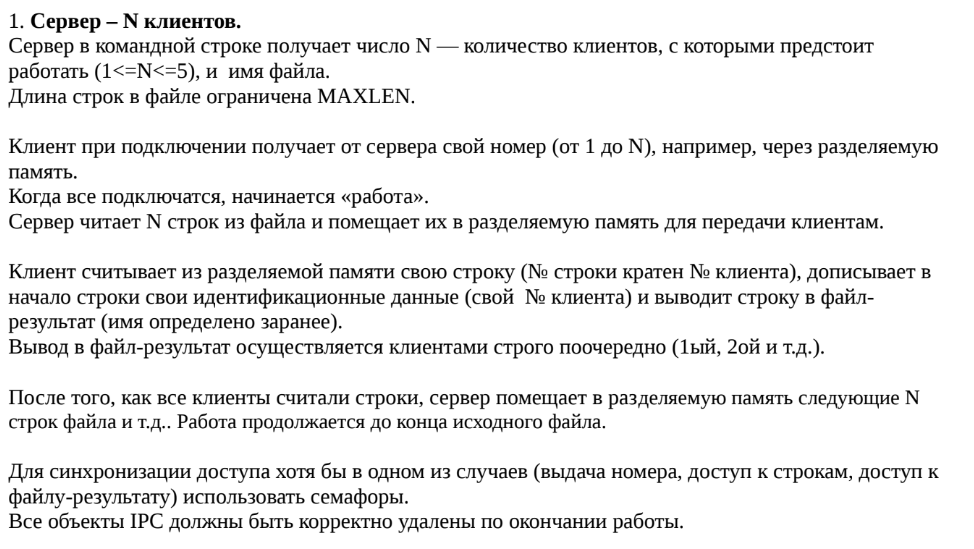 1. Сервер – N клиентов.
Сервер в командной строке получает число N — количество клиентов, с которыми предстоит
работать (1<=N<=5), и  имя файла.
Длина строк в файле ограничена MAXLEN.
Клиент при подключении получает от сервера свой номер (от 1 до N), например, через разделяемую
память.
Когда все подключатся, начинается «работа».
Сервер читает N строк из файла и помещает их в разделяемую память для передачи клиентам.
Клиент считывает из разделяемой памяти свою строку (№ строки кратен № клиента), дописывает в
начало строки свои идентификационные данные (свой  № клиента) и выводит строку в файл-
результат (имя определено заранее).
Вывод в файл-результат осуществляется клиентами строго поочередно (1ый, 2ой и т.д.).
После того, как все клиенты считали строки, сервер помещает в разделяемую память следующие N
строк файла и т.д.. Работа продолжается до конца исходного файла.
Для синхронизации доступа хотя бы в одном из случаев (выдача номера, доступ к строкам, доступ к
файлу-результату) использовать семафоры.
Все объекты IPC должны быть корректно удалены по окончании работы.